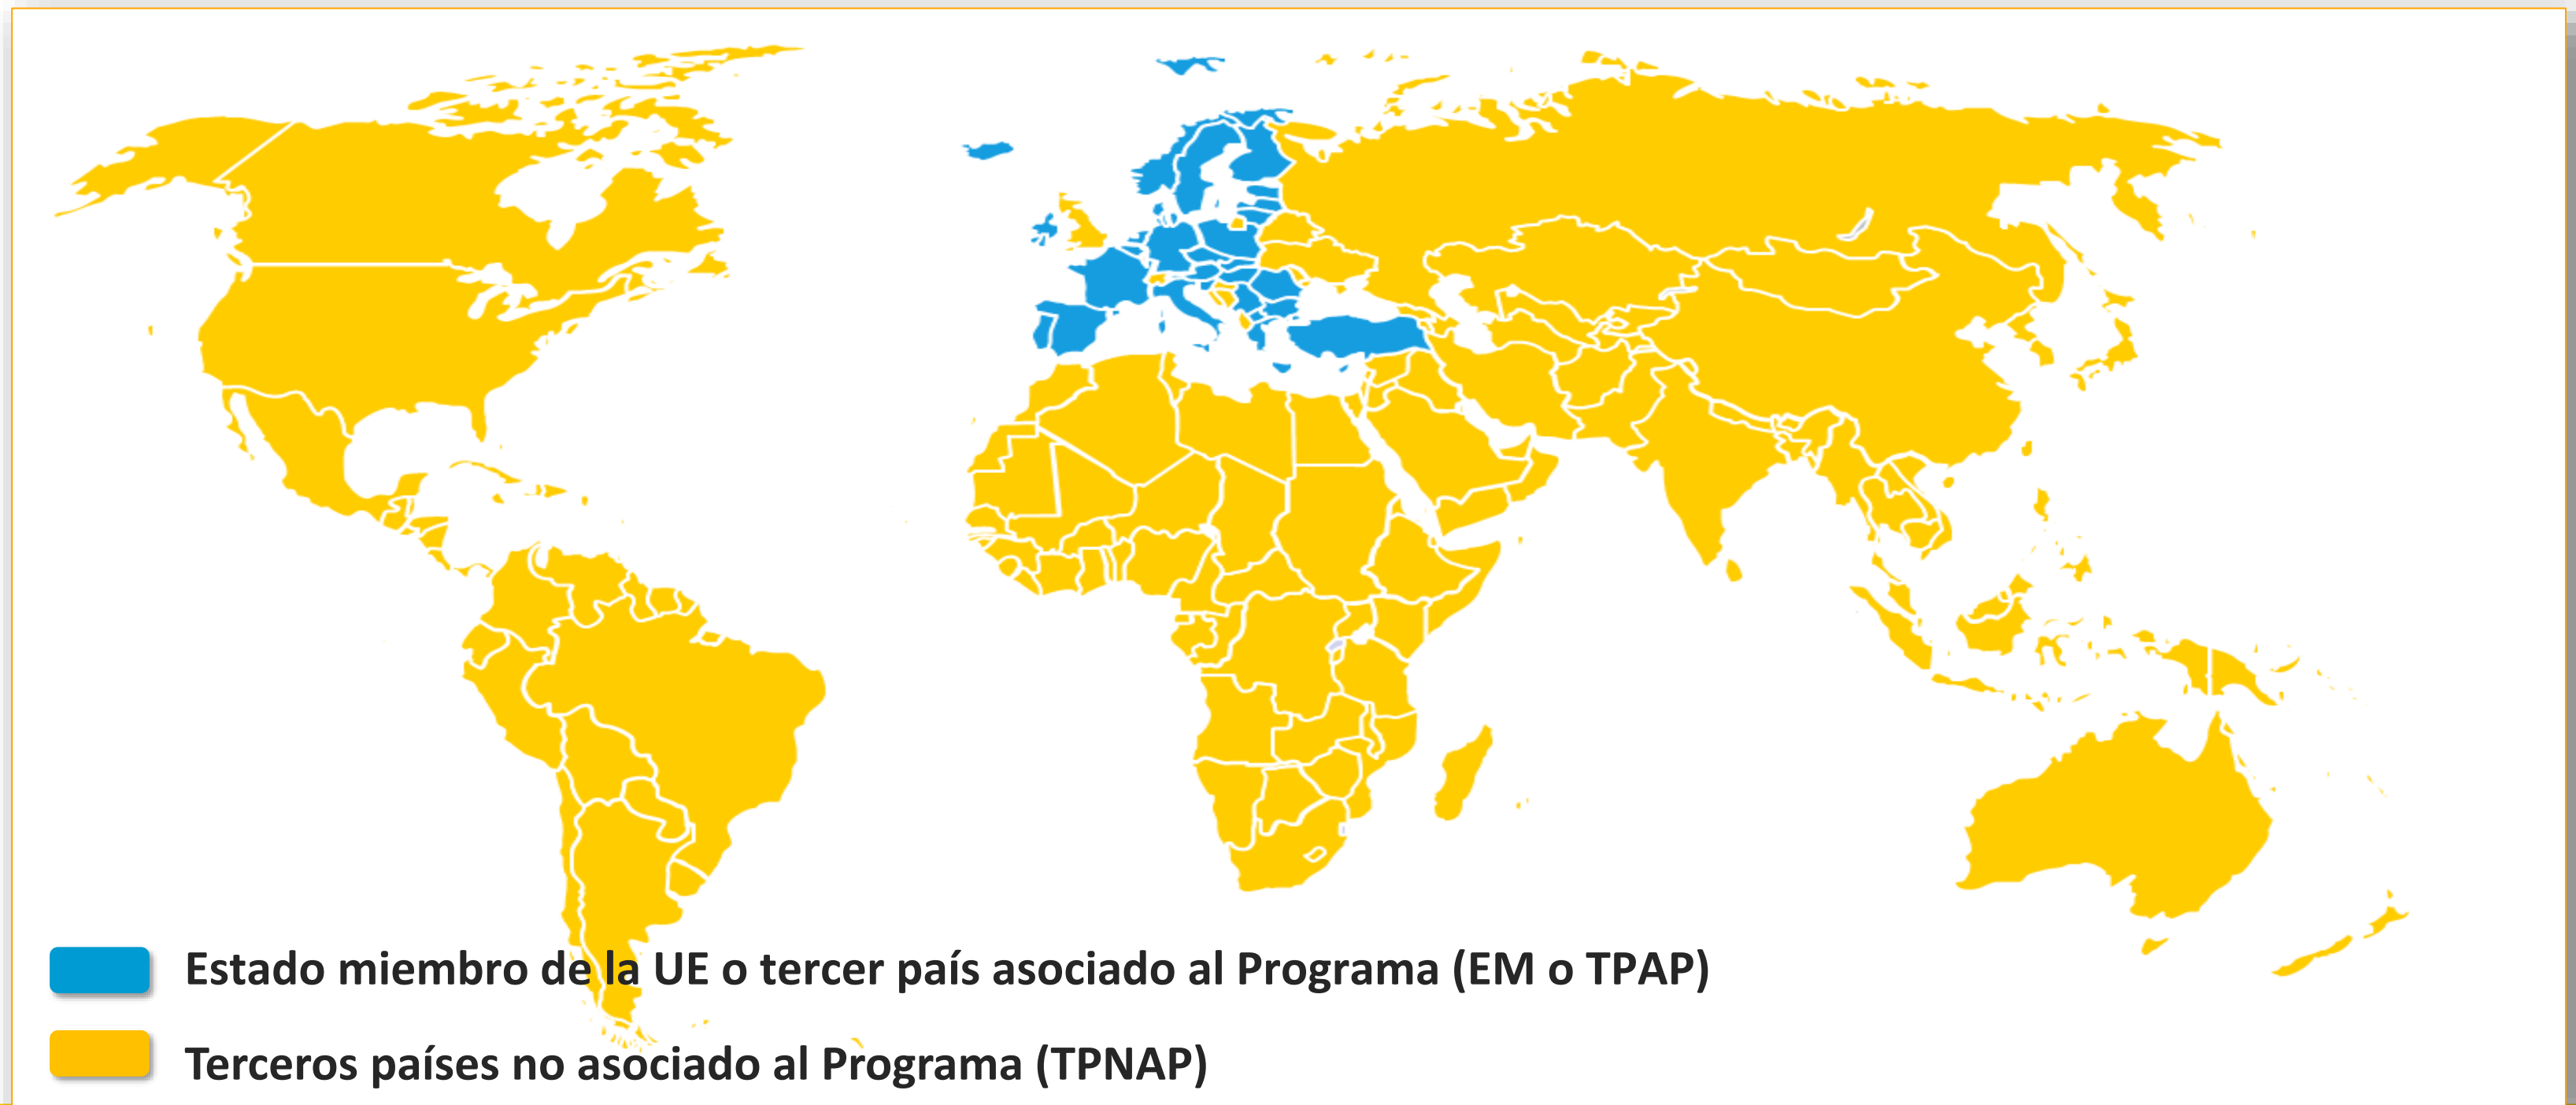 Estado miembro de la UE o tercer país asociado al Programa (EM o TPAP)
Terceros países no asociado al Programa (TPNAP)